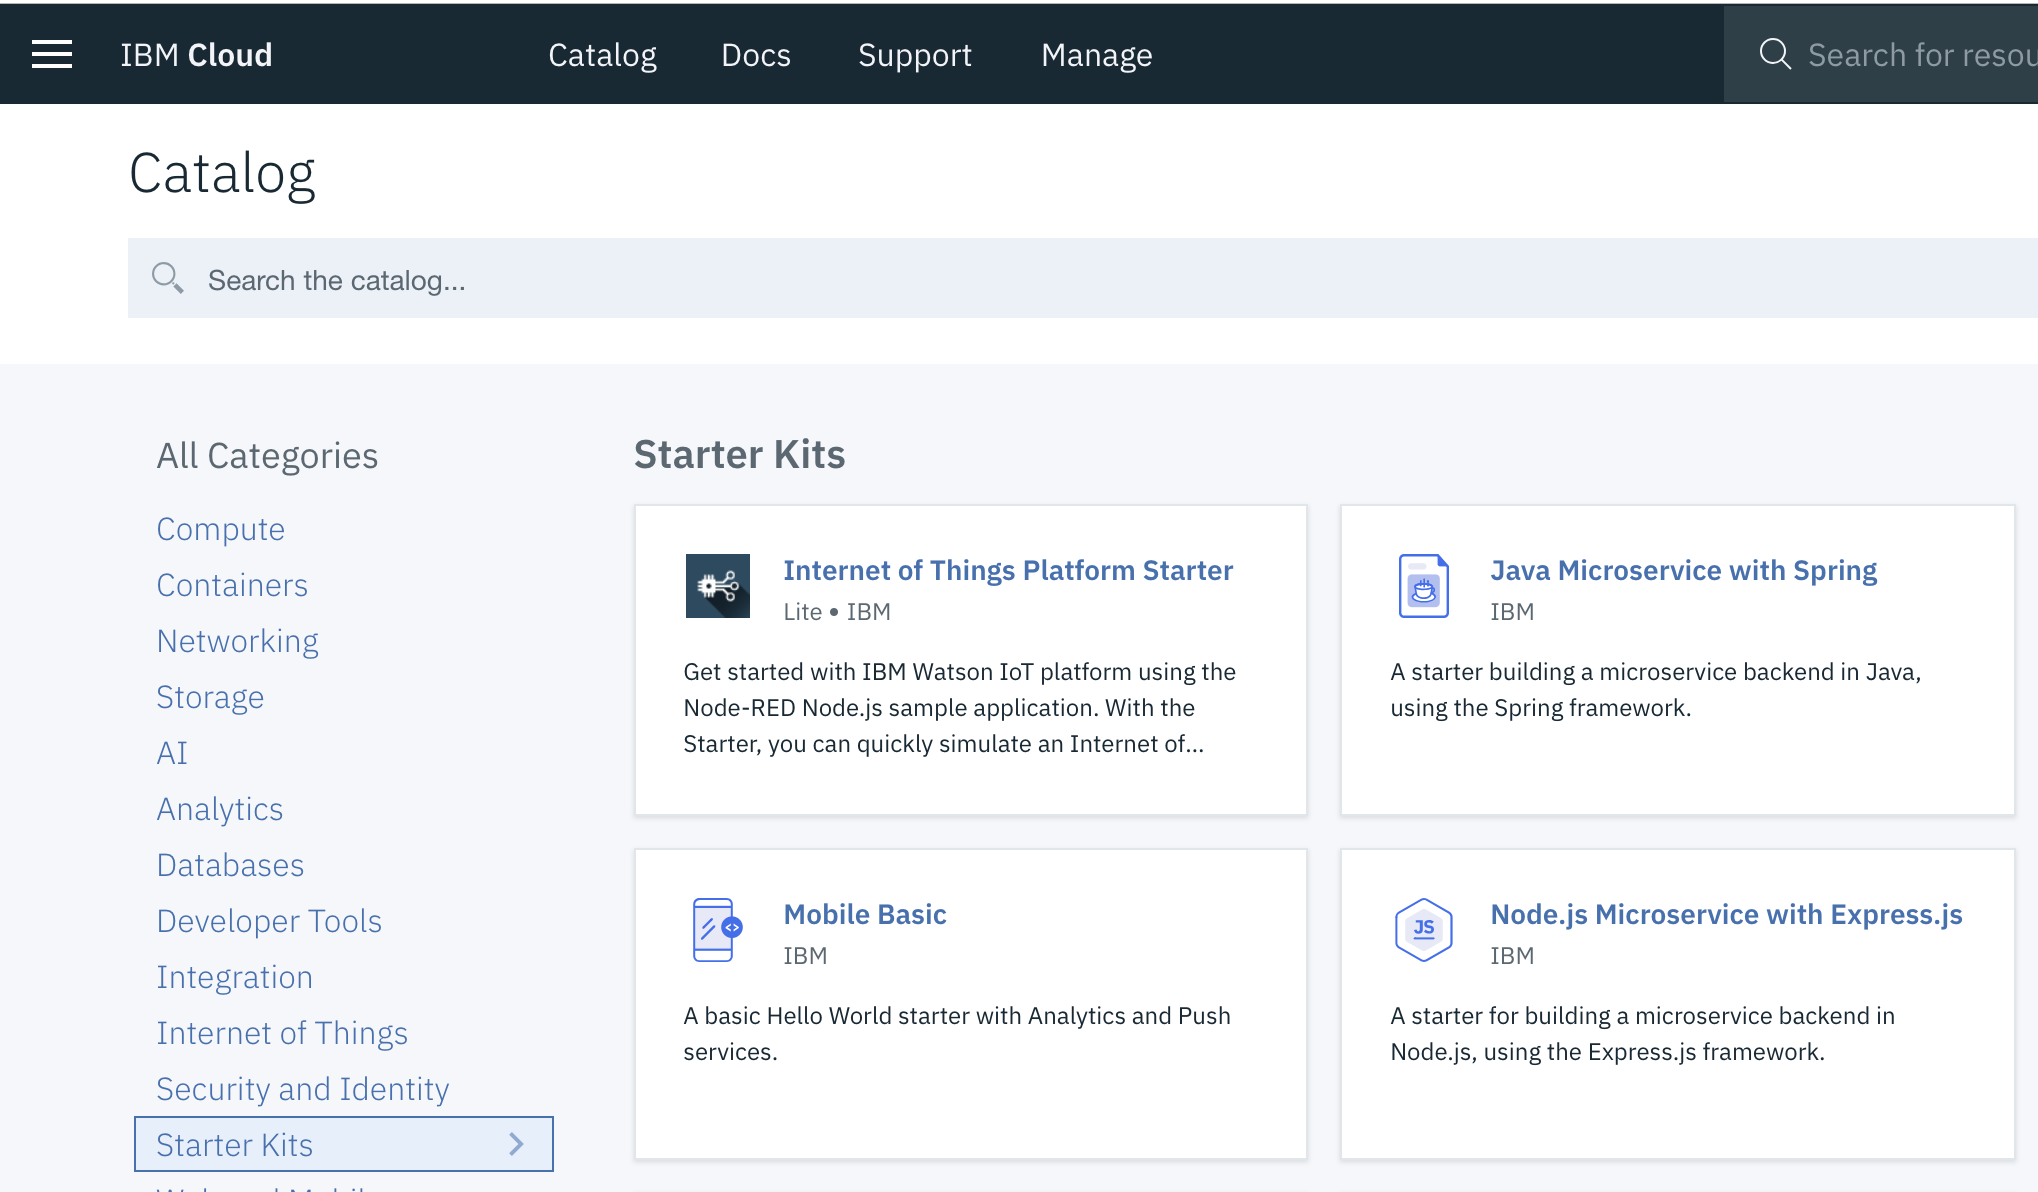 IBM Cloud
Catalog
Docs
Support
Manage
Search for resou
Catalog
Search the catalog...
All Categories
Compute
Containers
Networking
Storage
AI
Analytics
Databases
Developer Tools
Integration
Internet of Things
Security and Identity
Starter Kits
Starter Kits
Internet of Things Platform Starter
Lite • IBM
Get started with IBM Watson IoT platform using the
Node-RED Node.js sample application. With the
Starter, you can quickly simulate an Internet of...
Java Microservice with Spring
IBM
A starter building a microservice backend in Java,
using the Spring framework.
Mobile Basic
IBM
A basic Hello World starter with Analytics and Push
services.
JS
Node.js Microservice with Express.js
IBM
A starter for building a microservice backend in
Node.js, using the Express.js framework.